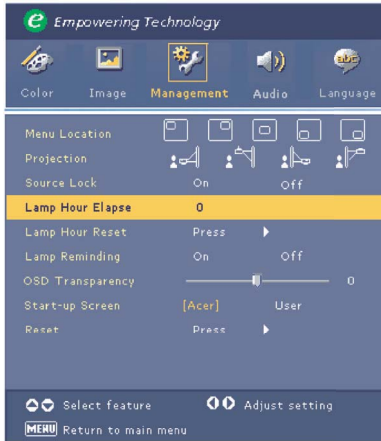 e Empowering Technology
Color Image Management Audio abc Language
Menu Location
Projection
Source Lock On Off
Lamp Hour Elapse 0
Lamp Hour Reset Press
Lamp Reminding On Off
OSD Transparency 0
Start-up Screen [Acer] User
Reset Press
Select feature Adjust setting
MENU Return to main menu